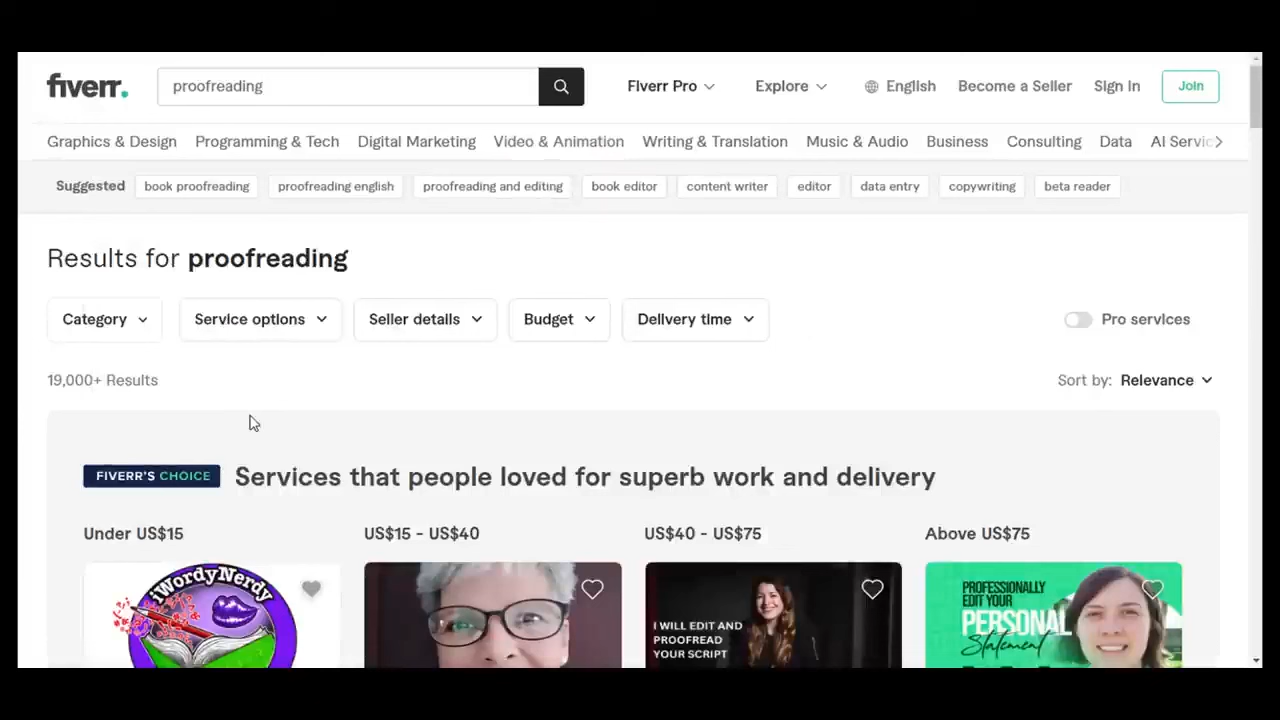 fiverr.
proofreading
Fiverr Pro
Explore
English
Become a Seller
Sign In
Join
Graphics & Design
Programming & Tech
Digital Marketing
Video & Animation
Writing & Translation
Music & Audio
Business
Consulting
Data
AI Servic
Suggested
book proofreading
proofreading english
proofreading and editing
book editor
content writer
editor
data entry
copywriting
beta reader
Results for proofreading
Category
Service options
Seller details
Budget
Delivery time
Pro services
19,000+ Results
Sort by: Relevance
FIVERR'S CHOICE
Services that people loved for superb work and delivery
Under US$15
US$15 - US$40
US$40 - US$75
Above US$75
iWordyNerdy
I WILL EDIT AND
PROOFREAD
YOUR SCRIPT
PROFESSIONALLY
EDIT YOUR
PERSONAL
Statement